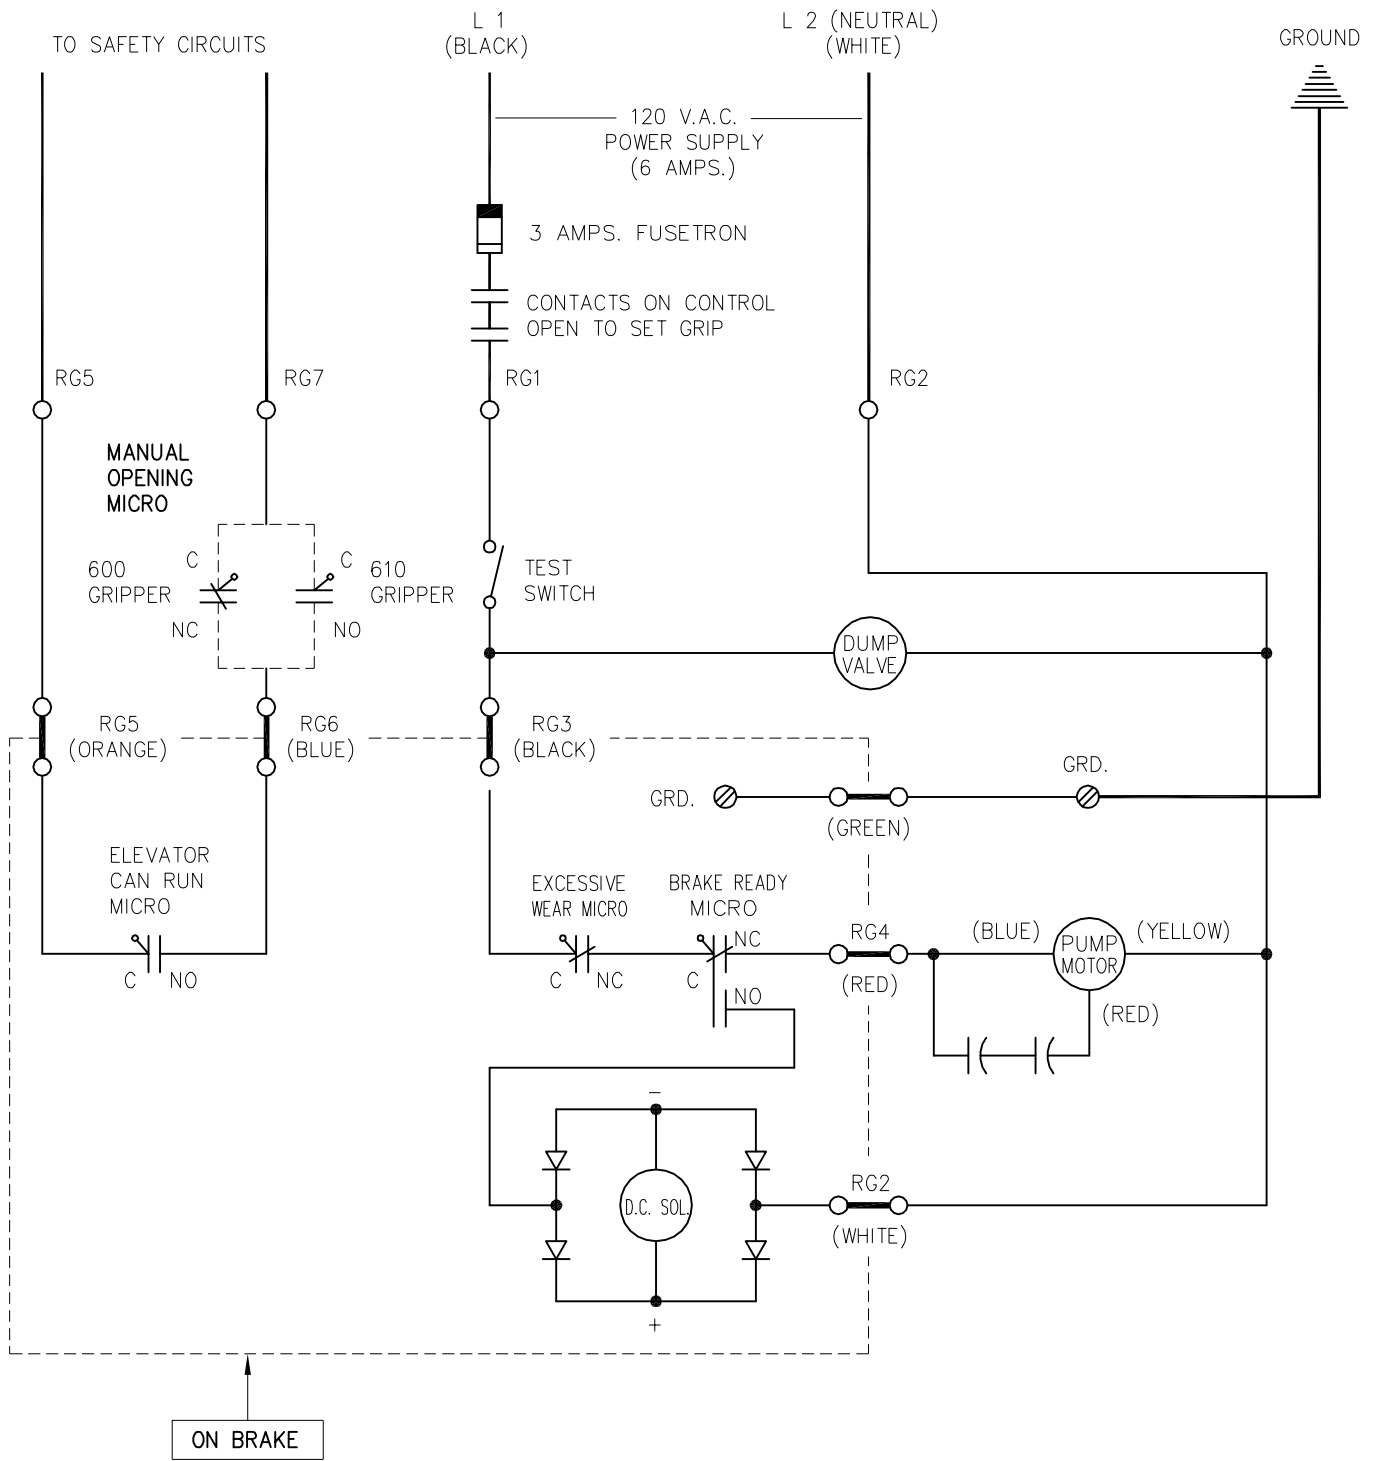 TO SAFETY CIRCUITS
L 1
(BLACK)
L 2 (NEUTRAL)
(WHITE)
GROUND
120 V.A.C.
POWER SUPPLY
(6 AMPS.)
3 AMPS. FUSETRON
CONTACTS ON CONTROL
OPEN TO SET GRIP
RG5
RG7
RG1
RG2
MANUAL
OPENING
MICRO
C
600
GRIPPER
NC
C
610
GRIPPER
NO
TEST
SWITCH
DUMP
VALVE
RG5
(ORANGE)
RG6
(BLUE)
RG3
(BLACK)
GRD.
GRD.
(GREEN)
ELEVATOR
CAN RUN
MICRO
C
NO
EXCESSIVE
WEAR MICRO
C
NC
BRAKE READY
MICRO
NC
C
NO
RG4
(RED)
(BLUE)
PUMP
MOTOR
(YELLOW)
(RED)
-
D.C. SOL.
+
RG2
(WHITE)
ON BRAKE